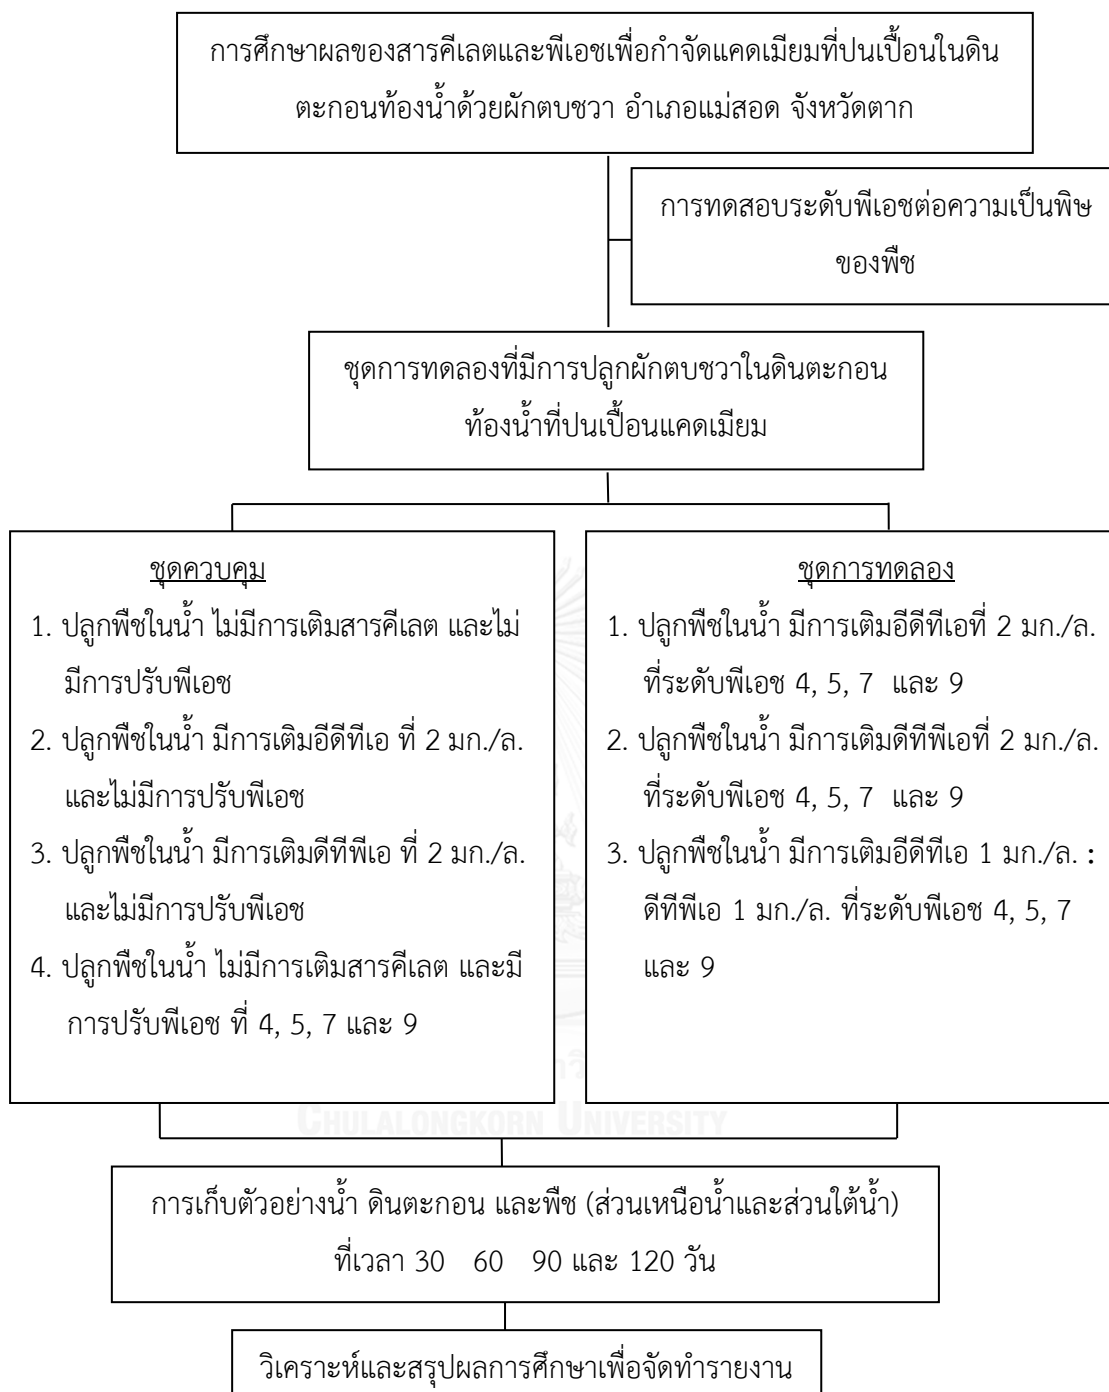 การศึกษาผลของสารคีเลตและพีเอชเพื่อกำจัดแคดเมียมที่ปนเปื้อนในดิน
ตะกอนท้องน้ำด้วยผักตบชวา อำเภอแม่สอด จังหวัดตาก
การทดสอบระดับพีเอชต่อความเป็นพิษ
ของพืช
ชุดการทดลองที่มีการปลูกผักตบชวาในดินตะกอน
ท้องน้ำที่ปนเปื้อนแคดเมียม
ชุดควบคุม
1. ปลูกพืชในน้ำ ไม่มีการเติมสารคีเลต และไม่
มีการปรับพีเอช
2. ปลูกพืชในน้ำ มีการเติมอีดีทีเอ ที่ 2 มก./ล.
และไม่มีการปรับพีเอช
3. ปลูกพืชในน้ำ มีการเติมดีทีพีเอ ที่ 2 มก./ล.
และไม่มีการปรับพีเอช
4. ปลูกพืชในน้ำ ไม่มีการเติมสารคีเลต และมี
การปรับพีเอช ที่ 4, 5, 7 และ 9
ชุดการทดลอง
1. ปลูกพืชในน้ำ มีการเติมอีดีทีเอที่ 2 มก./ล.
ที่ระดับพีเอช 4, 5, 7 และ 9
2. ปลูกพืชในน้ำ มีการเติมดีทีพีเอที่ 2 มก./ล.
ที่ระดับพีเอช 4, 5, 7 และ 9
3. ปลูกพืชในน้ำ มีการเติมอีดีทีเอ 1 มก./ล. :
ดีทีพีเอ 1 มก./ล. ที่ระดับพีเอช 4, 5, 7
และ 9
CHULALONGKORN UNIVERSITY
การเก็บตัวอย่างน้ำ ดินตะกอน และพืช (ส่วนเหนือน้ำและส่วนใต้น้ำ)
ที่เวลา 30 60 90 และ 120 วัน
วิเคราะห์และสรุปผลการศึกษาเพื่อจัดทำรายงาน